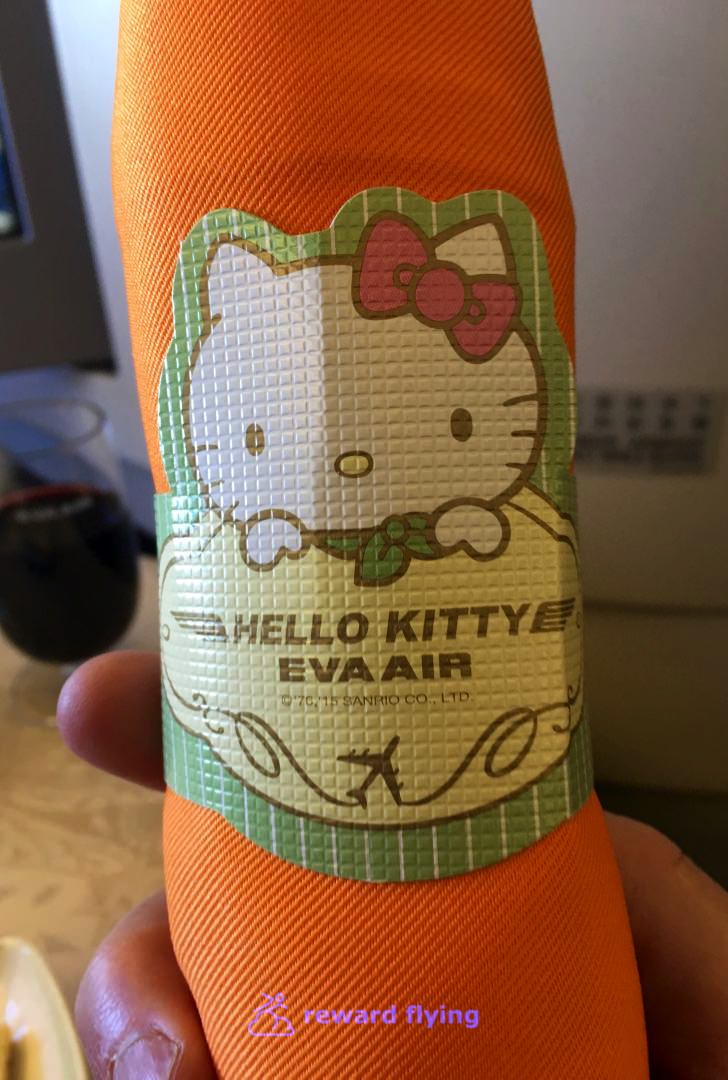 HELLO KITTY
EVA AIR
©'76,'15 SANRIO CO., LTD.
reward flying